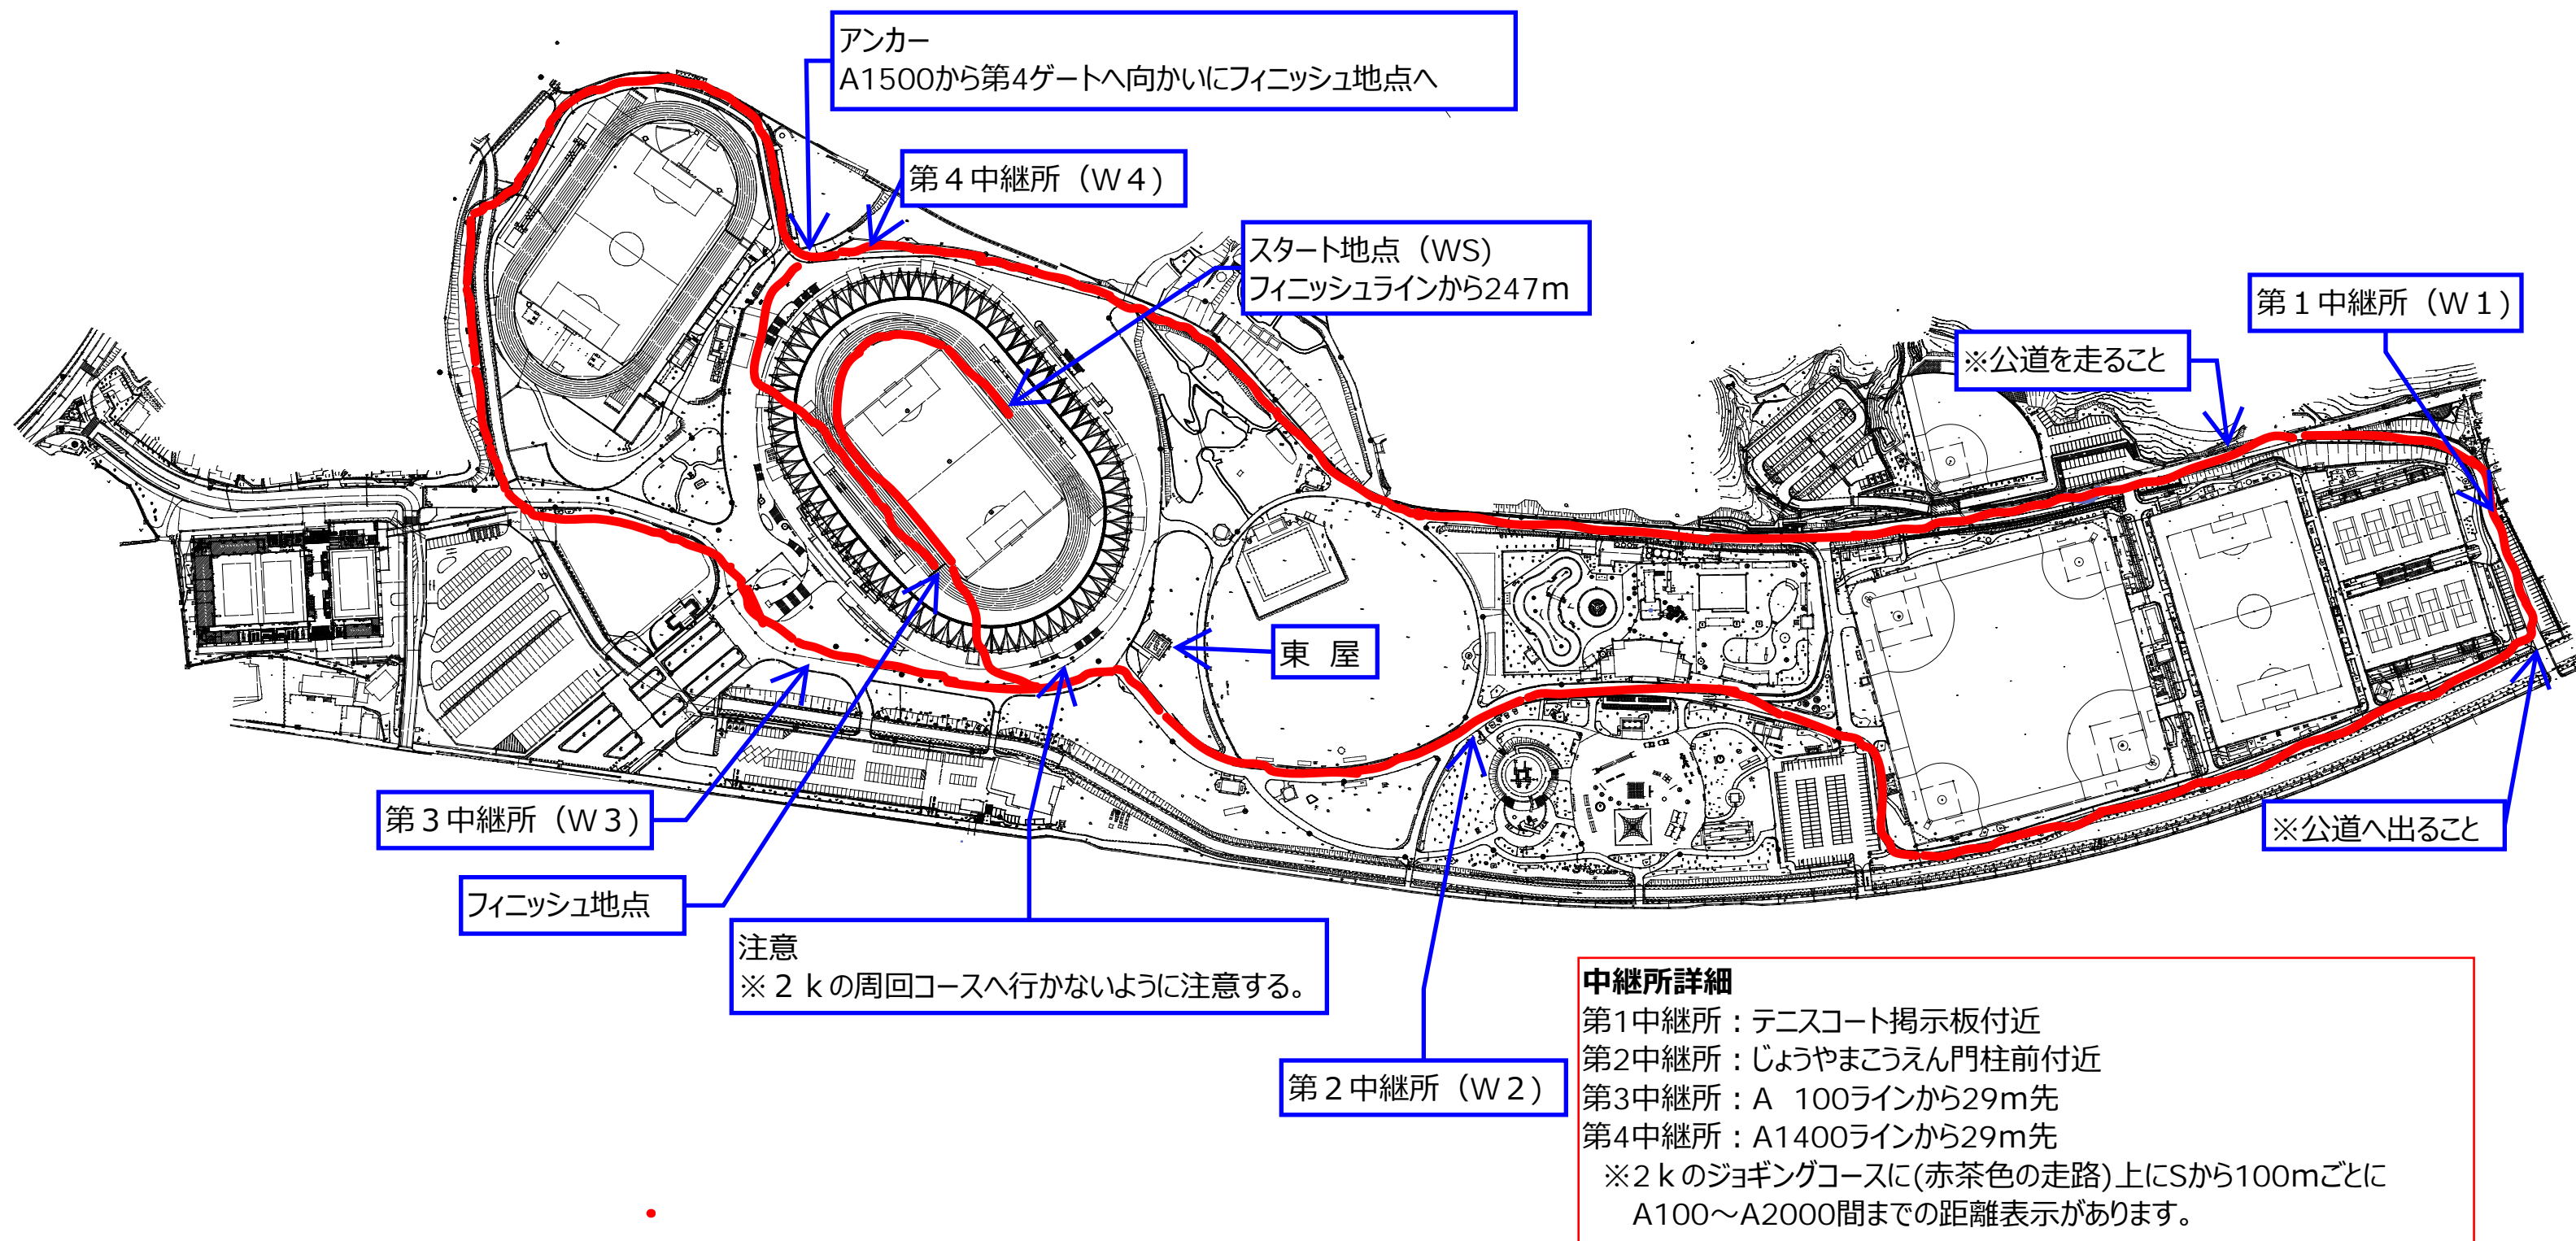 アンカー
A1500から第4ゲートへ向かいにフィニッシュ地点へ
第４中継所（W４）
スタート地点（WS)
フィニッシュラインから247m
第１中継所（W１）
※公道を走ること
東　屋
第３中継所（W３）
※公道へ出ること
フィニッシュ地点
注意
※２ｋの周回コースへ行かないように注意する。
第２中継所（W２）
中継所詳細
第1中継所：テニスコート掲示板付近
第2中継所：じょうやまこうえん門柱前付近
第3中継所：A　100ラインから29m先
第4中継所：A1400ラインから29m先
※2ｋのジョギングコースに(赤茶色の走路)上にSから100mごとに
A100～A2000間までの距離表示があります。